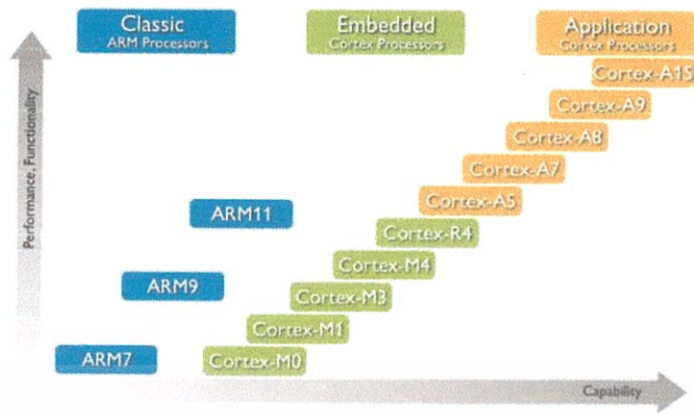 Classic
ARM Processors
Embedded
Cortex Processors
Application
Cortex Processors
Cortex-A15
Cortex-A9
Cortex-A8
Cortex-A7
Cortex-A5
ARM11
Cortex-R4
Cortex-M4
ARM9
Cortex-M3
Cortex-M1
ARM7
Cortex-M0
Performance, Functionality
Capability